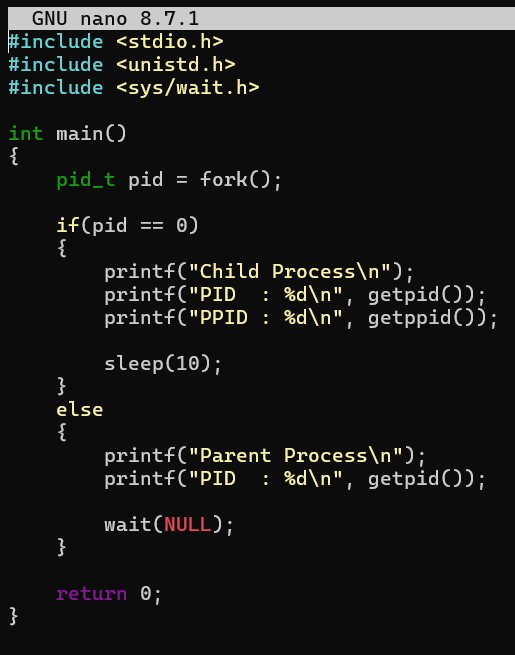 GNU nano 8.7.1
#include <stdio.h>
#include <unistd.h>
#include <sys/wait.h>

int main()
{
    pid_t pid = fork();

    if(pid == 0)
    {
        printf("Child Process\n");
        printf("PID  : %d\n", getpid());
        printf("PPID : %d\n", getppid());

        sleep(10);
    }
    else
    {
        printf("Parent Process\n");
        printf("PID  : %d\n", getpid());

        wait(NULL);
    }

    return 0;
}